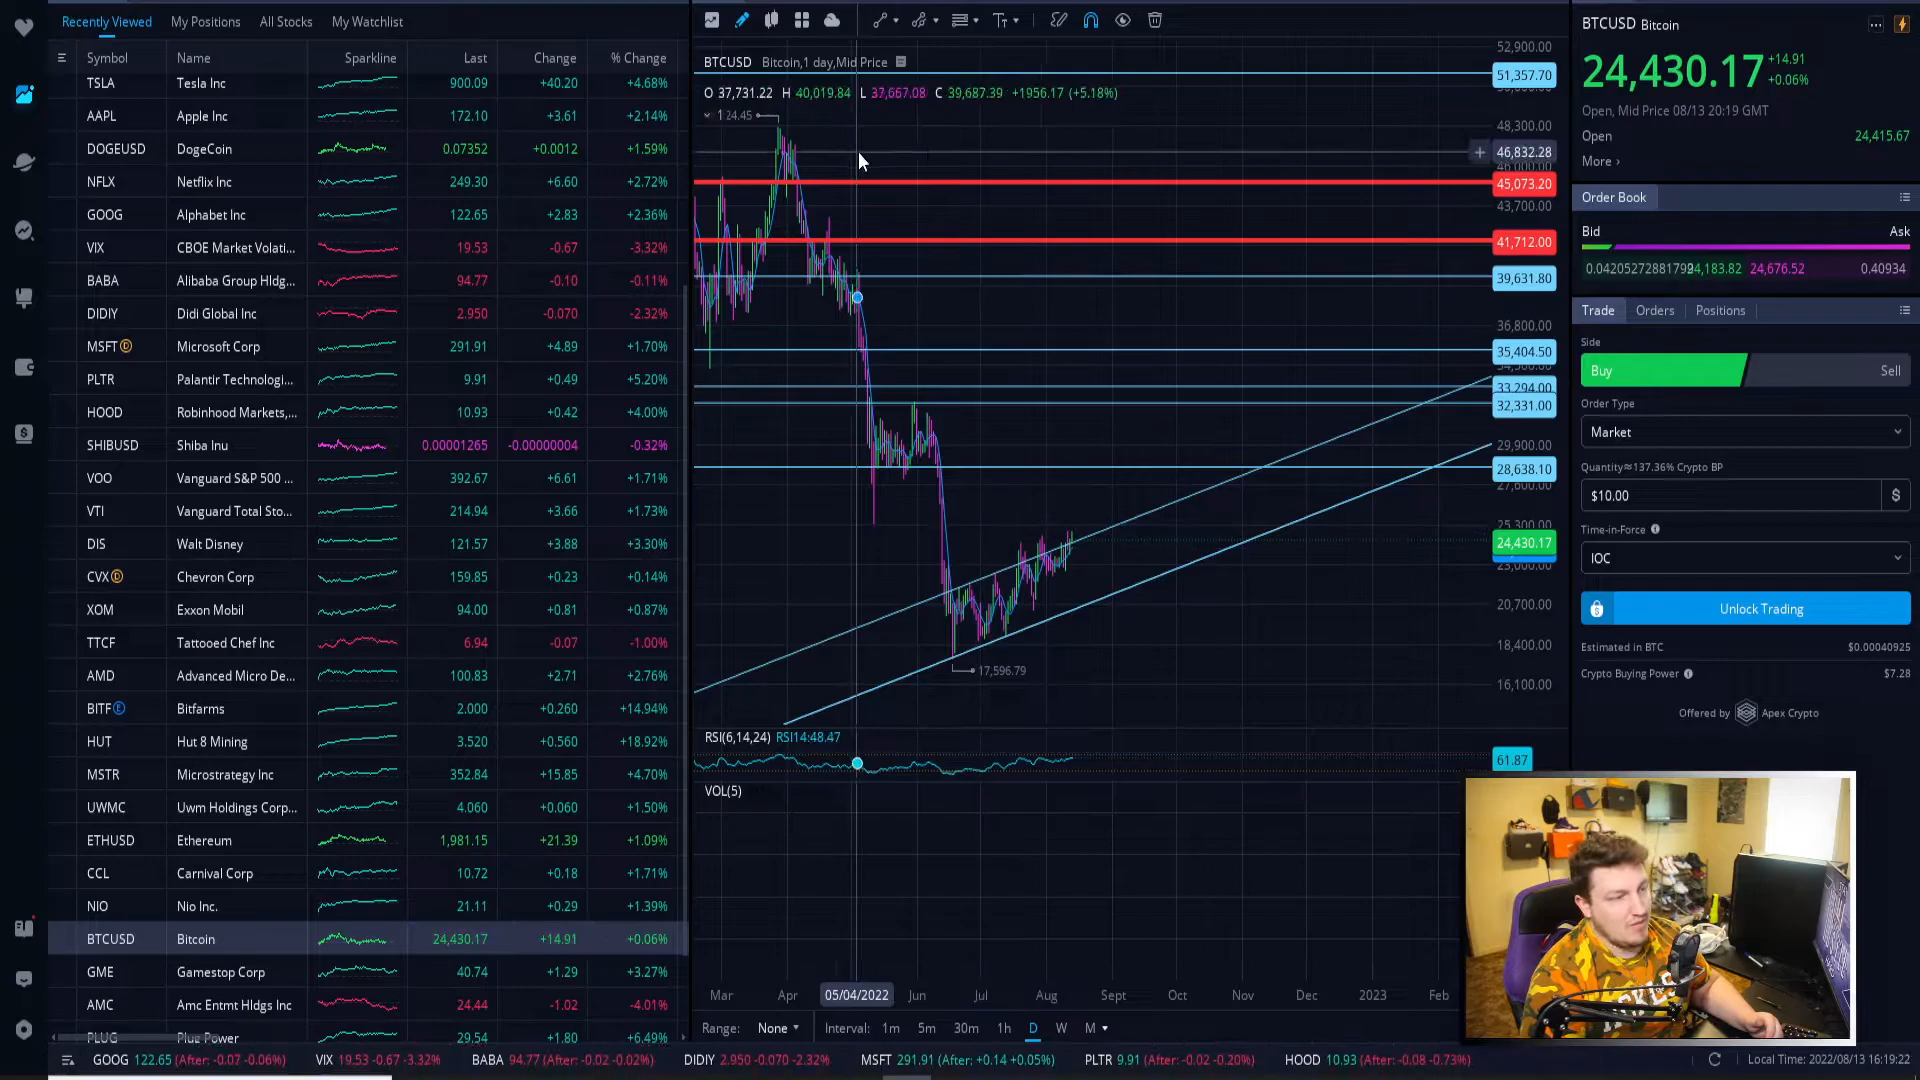 Recently Viewed My Positions All Stocks My Watchlist
Symbol Name Sparkline Last Change % Change
TSLA Tesla Inc 900.09 +40.20 +4.68%
AAPL Apple Inc 172.10 +3.61 +2.14%
DOGEUSD DogeCoin 0.07352 +0.0012 +1.59%
NFLX Netflix Inc 249.30 +6.60 +2.72%
GOOG Alphabet Inc 122.65 +2.83 +2.36%
VIX CBOE Market Volati... 19.53 -0.67 -3.32%
BABA Alibaba Group Hldg... 94.77 -0.10 -0.11%
DIDIY Didi Global Inc 2.950 -0.070 -2.32%
MSFT D Microsoft Corp 291.91 +4.89 +1.70%
PLTR Palantir Technologi... 9.91 +0.49 +5.20%
HOOD Robinhood Markets,... 10.93 +0.42 +4.00%
SHIBUSD Shiba Inu 0.00001265 -0.00000004 -0.32%
VOO Vanguard S&P 500 ... 392.67 +6.61 +1.71%
VTI Vanguard Total Sto... 214.94 +3.66 +1.73%
DIS Walt Disney 121.57 +3.88 +3.30%
CVX D Chevron Corp 159.85 +0.23 +0.14%
XOM Exxon Mobil 94.00 +0.81 +0.87%
TTCF Tattooed Chef Inc 6.94 -0.07 -1.00%
AMD Advanced Micro De... 100.83 +2.71 +2.76%
BITF E Bitfarms 2.000 +0.260 +14.94%
HUT Hut 8 Mining 3.520 +0.560 +18.92%
MSTR Microstrategy Inc 352.84 +15.85 +4.70%
UWMC Uwm Holdings Corp... 4.060 +0.060 +1.50%
ETHUSD Ethereum 1,981.15 +21.39 +1.09%
CCL Carnival Corp 10.72 +0.18 +1.71%
NIO Nio Inc. 21.11 +0.29 +1.39%
BTCUSD Bitcoin 24,430.17 +14.91 +0.06%
GME Gamestop Corp 40.74 +1.29 +3.27%
AMC Amc Entmt Hldgs Inc 24.44 -1.02 -4.01%
PLUG Plug Power 29.54 +1.80 +6.49%
BTCUSD Bitcoin,1 day,Mid Price
O 37,731.22 H 40,019.84 L 37,667.08 C 39,687.39 +1956.17 (+5.18%)
52,900.00
51,357.70
48,300.00
46,832.28
46,000.00
45,073.20
43,700.00
41,712.00
39,631.80
36,800.00
35,404.50
33,294.00
32,331.00
29,900.00
28,638.10
27,600.00
25,300.00
24,430.17
23,000.00
20,700.00
18,400.00
17,596.79
16,100.00
RSI(6,14,24) RSI14:48.47
61.87
VOL(5)
Mar Apr 05/04/2022 Jun Jul Aug Sept Oct Nov Dec 2023 Feb
Range: None Interval: 1m 5m 30m 1h D W M
BTCUSD Bitcoin
24,430.17 +14.91
+0.06%
Open, Mid Price 08/13 20:19 GMT
Open 24,415.67
More
Order Book
Bid Ask
24,676.52 0.40934
Trade Orders Positions
Side
Buy Sell
Order Type
Market
Quantity≈137.36% Crypto BP
$10.00 $
Time-in-Force
IOC
Unlock Trading
Estimated in BTC $0.00040925
Crypto Buying Power $7.28
Offered by Apex Crypto
GOOG 122.65 (After: -0.07 -0.06%) VIX 19.53 -0.67 -3.32% BABA 94.77 (After: -0.02 -0.02%) DIDIY 2.950 -0.070 -2.32% MSFT 291.91 (After: +0.14 +0.05%) PLTR 9.91 (After: -0.02 -0.20%) HOOD 10.93 (After: -0.08 -0.73%) Local Time: 2022/08/13 16:19:22